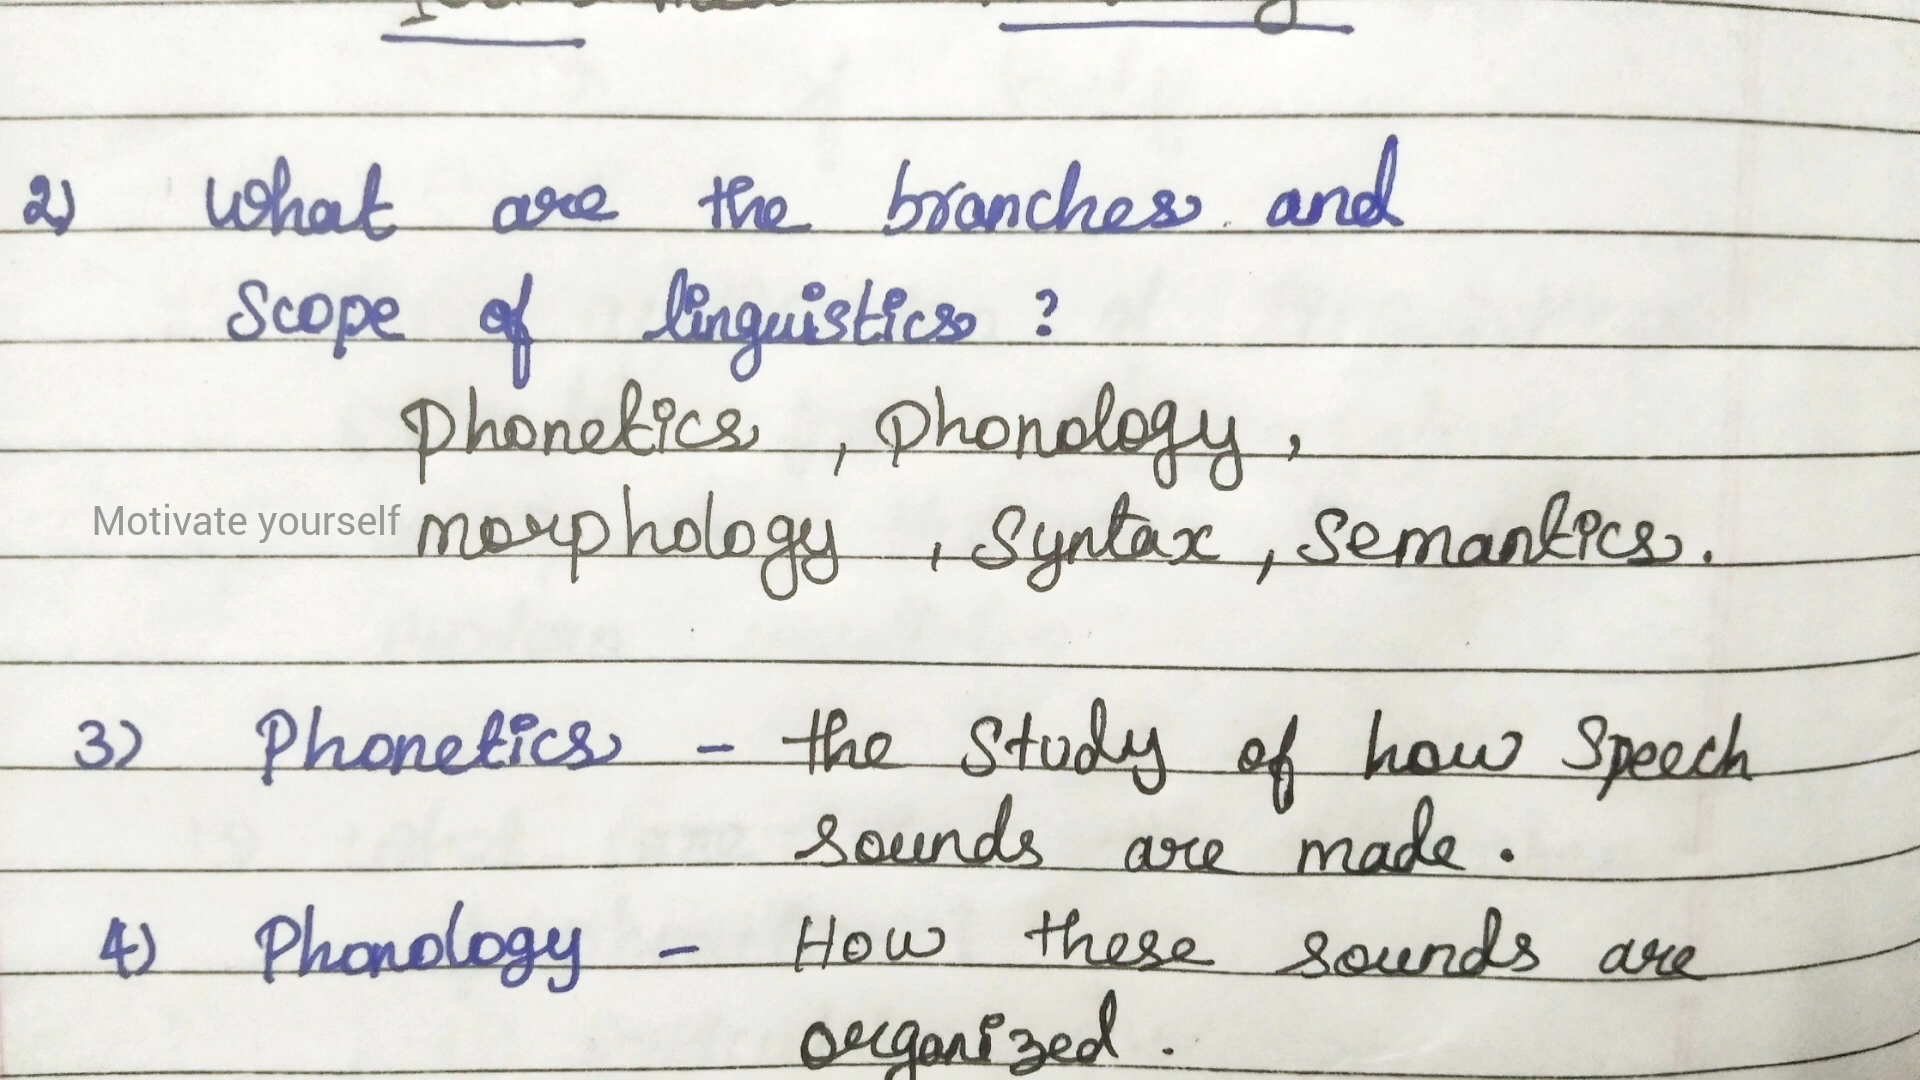 2) What are the branches and
Scope of linguistics ?
Phonetics , Phonology ,
Motivate yourself morphology , Syntax , Semantics .
3) Phonetics - the Study of how Speech
sounds are made .
4) Phonology - How these sounds are
organized .